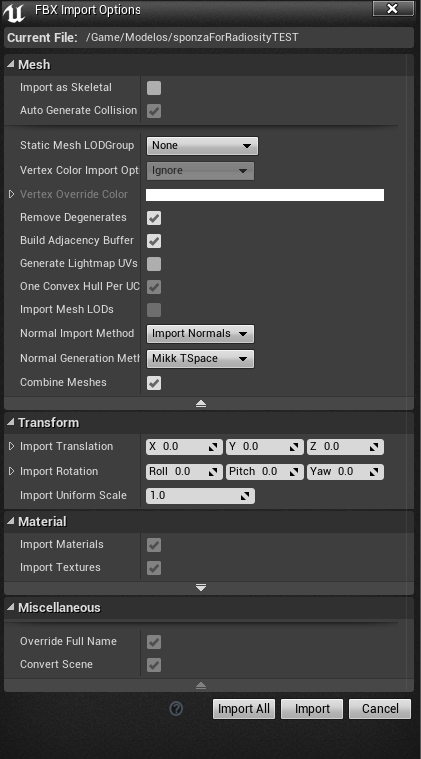 FBX Import Options
Current File: /Game/Modelos/sponzaForRadiosityTEST
Mesh
Import as Skeletal
Auto Generate Collision
Static Mesh LODGroup None
Vertex Color Import Opt Ignore
Vertex Override Color
Remove Degenerates
Build Adjacency Buffer
Generate Lightmap UVs
One Convex Hull Per UC
Import Mesh LODs
Normal Import Method Import Normals
Normal Generation Meth Mikk TSpace
Combine Meshes
Transform
Import Translation X 0.0 Y 0.0 Z 0.0
Import Rotation Roll 0.0 Pitch 0.0 Yaw 0.0
Import Uniform Scale 1.0
Material
Import Materials
Import Textures
Miscellaneous
Override Full Name
Convert Scene
? Import All Import Cancel